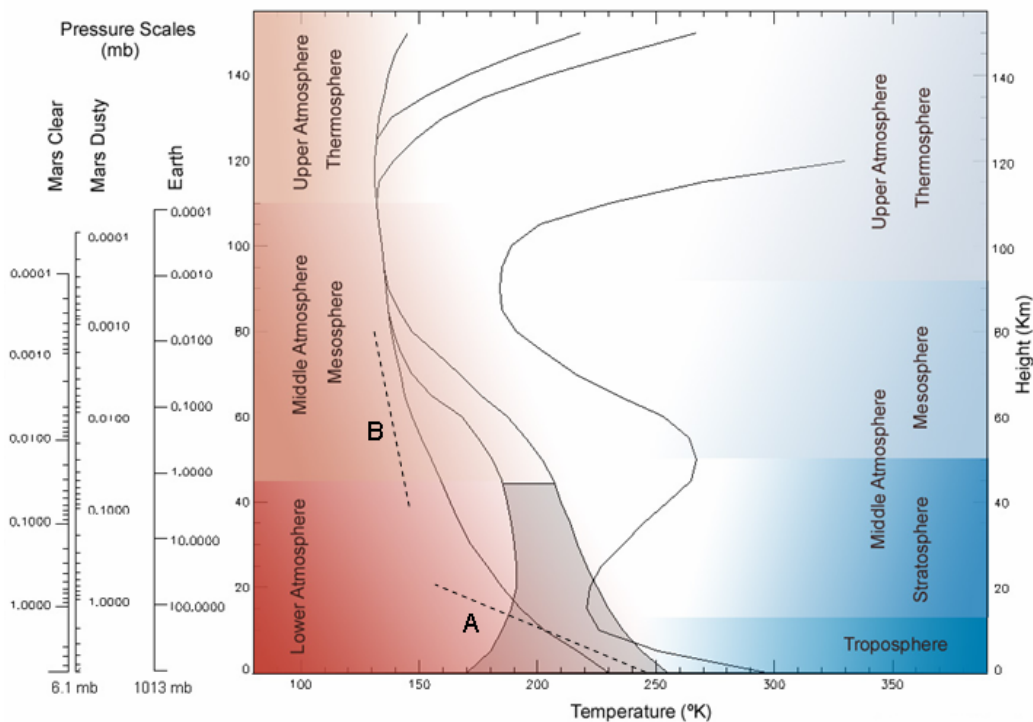 Pressure Scales
(mb)
Mars Clear
Mars Dusty
Earth
0.0001
0.0010
0.0100
0.1000
1.0000
6.1 mb
0.0001
0.0010
0.0100
0.1000
1.0000
0.0001
0.0010
0.0100
0.1000
1.0000
10.0000
100.0000
1013 mb
140
120
100
80
60
40
20
0
Upper Atmosphere
Thermosphere
Middle Atmosphere
Mesosphere
Lower Atmosphere
B
A
Upper Atmosphere
Thermosphere
Middle Atmosphere
Mesosphere
Stratosphere
Troposphere
140
120
100
80
60
40
20
0
Height (Km)
100
150
200
250
300
350
Temperature (ºK)